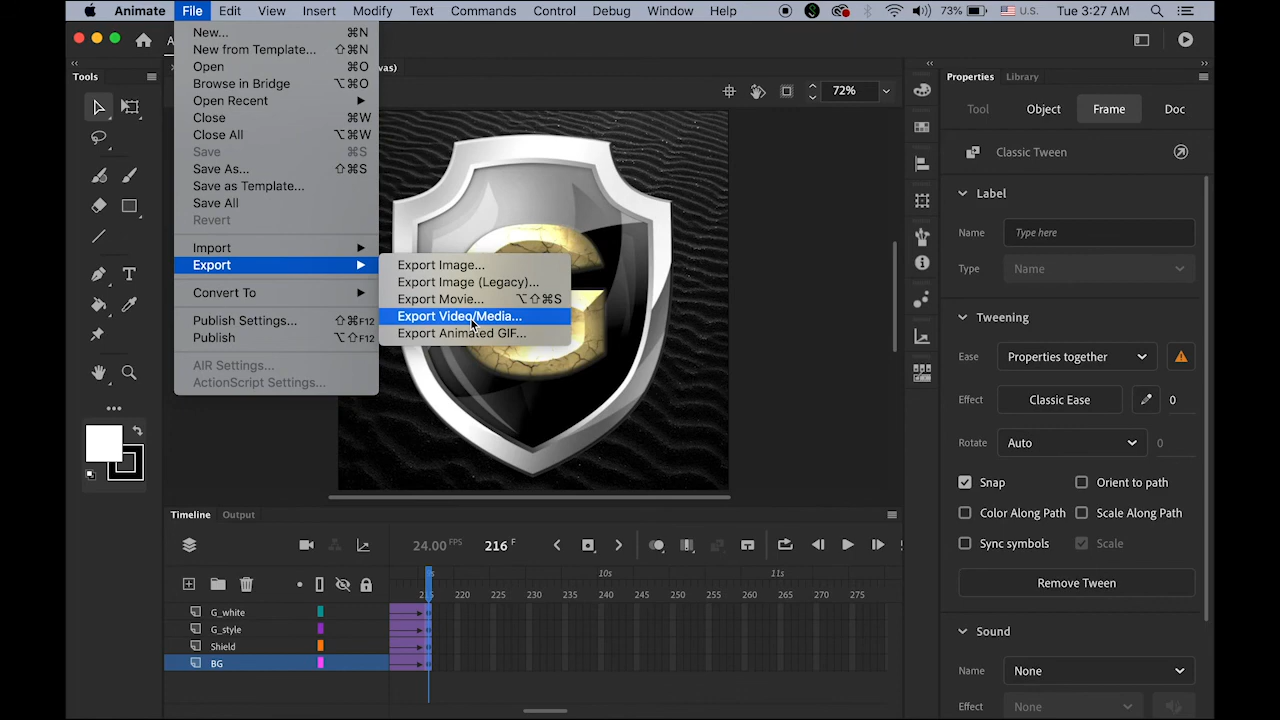 Animate File Edit View Insert Modify Text Commands Control Debug Window Help 73% U.S. Tue 3:27 AM
vas)
New... ⌘N
New from Template... ⇧⌘N
Open ⌘O
Browse in Bridge ⌥⌘O
Open Recent
Close ⌘W
Close All ⌥⌘W
Save ⌘S
Save As... ⇧⌘S
Save as Template...
Save All
Revert
Import
Export
Convert To
Publish Settings... ⇧⌘F12
Publish ⌥⇧F12
AIR Settings...
ActionScript Settings...
Export Image...
Export Image (Legacy)...
Export Movie... ⌥⇧⌘S
Export Video/Media...
Export Animated GIF...
Tools
72%
G
Properties Library
Tool Object Frame Doc
Classic Tween
Label
Name Type here
Type Name
Tweening
Ease Properties together
Effect Classic Ease 0
Rotate Auto 0
Snap Orient to path
Color Along Path Scale Along Path
Sync symbols Scale
Remove Tween
Sound
Name None
Effect None
Timeline Output
24.00 FPS 216 F
10s 11s
220 225 230 235 240 245 250 255 260 265 270 275
G_white
G_style
Shield
BG